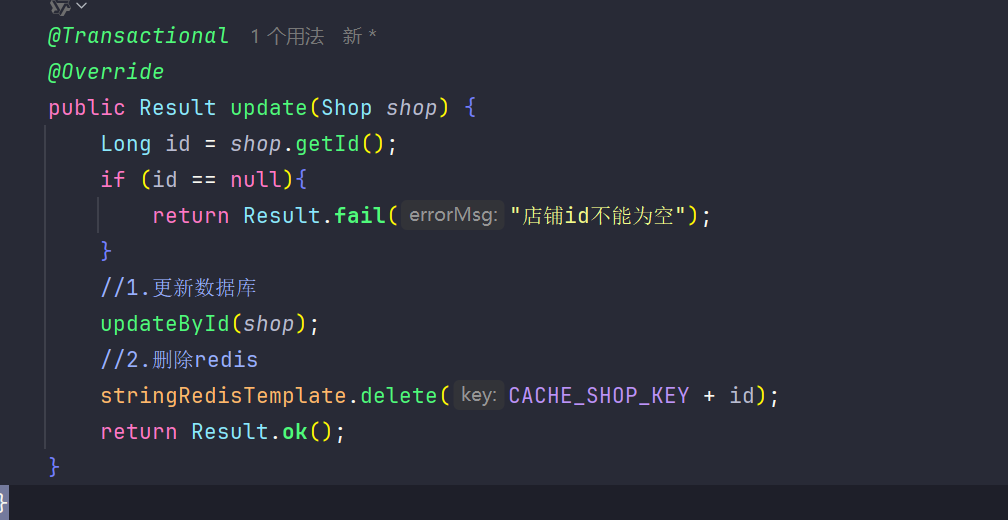 @Transactional 1 个用法 新 *
@Override
public Result update(Shop shop) {
Long id = shop.getId();
if (id == null){
return Result.fail( errorMsg: "店铺id不能为空");
}
//1.更新数据库
updateById(shop);
//2.删除redis
stringRedisTemplate.delete( key: CACHE_SHOP_KEY + id);
return Result.ok();
}
}